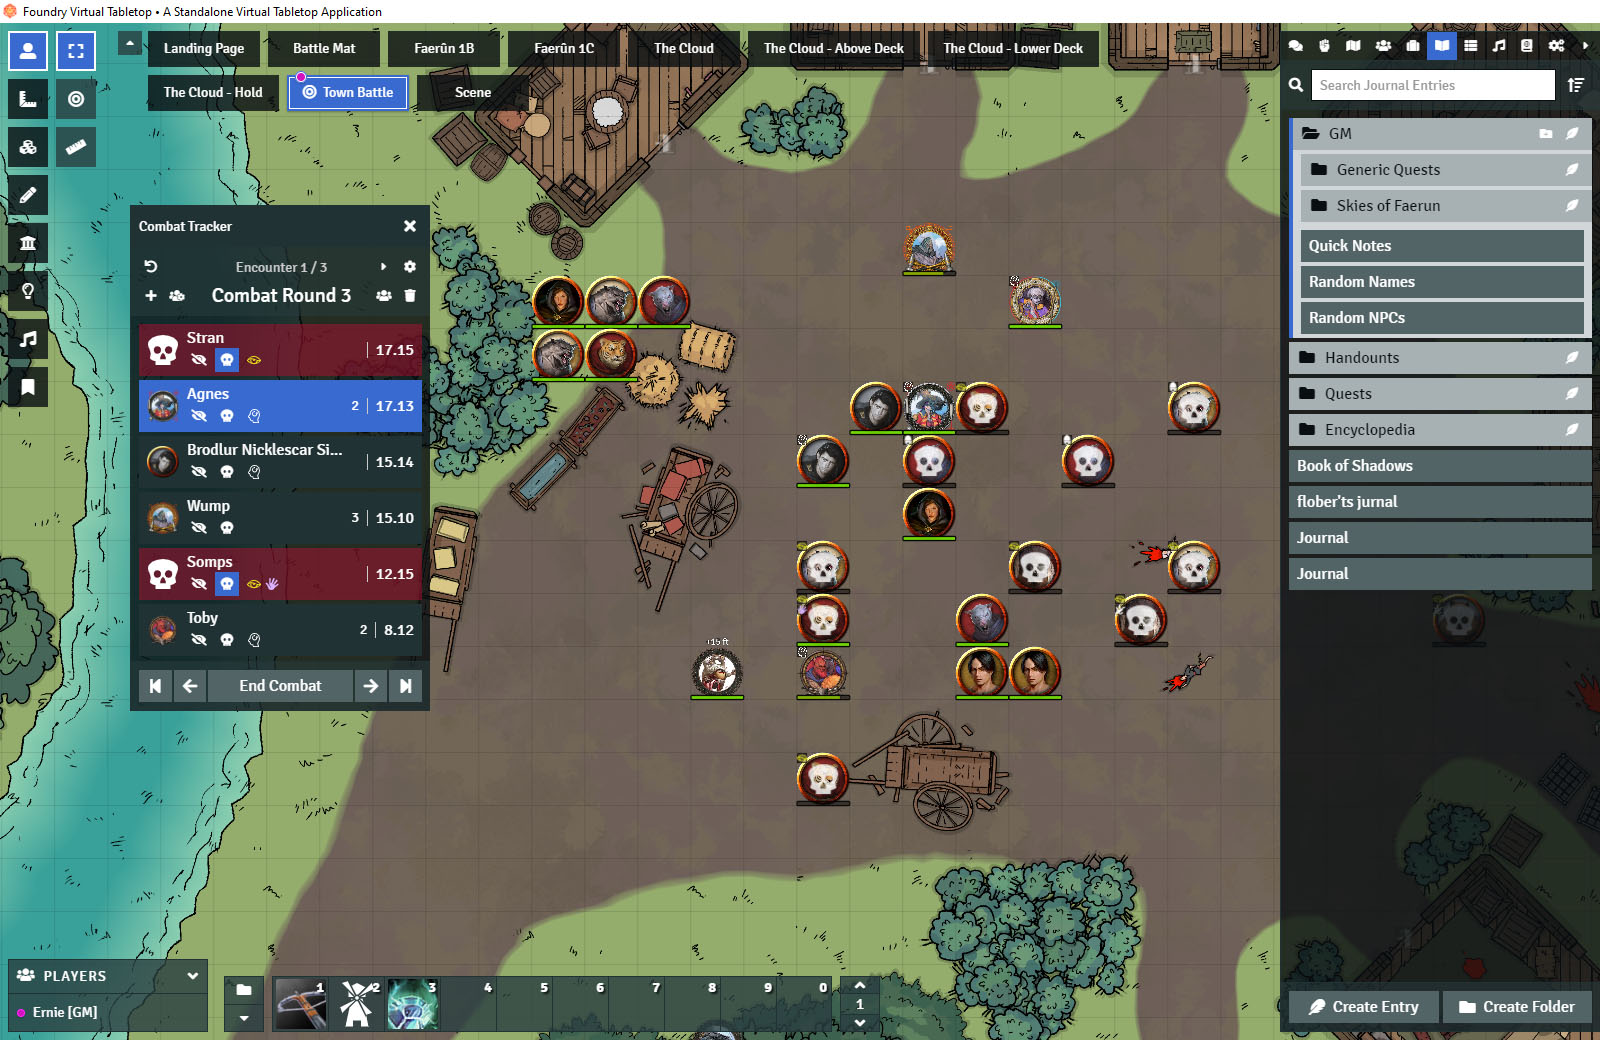 Foundry Virtual Tabletop • A Standalone Virtual Tabletop Application
Landing Page
Battle Mat
Faerûn 1B
Faerûn 1C
The Cloud
The Cloud - Above Deck
The Cloud - Lower Deck
The Cloud - Hold
Town Battle
Scene
Search Journal Entries
GM
Generic Quests
Skies of Faerun
Quick Notes
Random Names
Random NPCs
Handounts
Quests
Encyclopedia
Book of Shadows
flober'ts jurnal
Journal
Journal
Create Entry
Create Folder
Combat Tracker
Encounter 1 / 3
Combat Round 3
Stran
17.15
Agnes
2 17.13
Brodlur Nicklescar Si...
15.14
Wump
3 15.10
Somps
12.15
Toby
2 8.12
End Combat
+15 ft
PLAYERS
Ernie [GM]
1 2 3 4 5 6 7 8 9 0
1